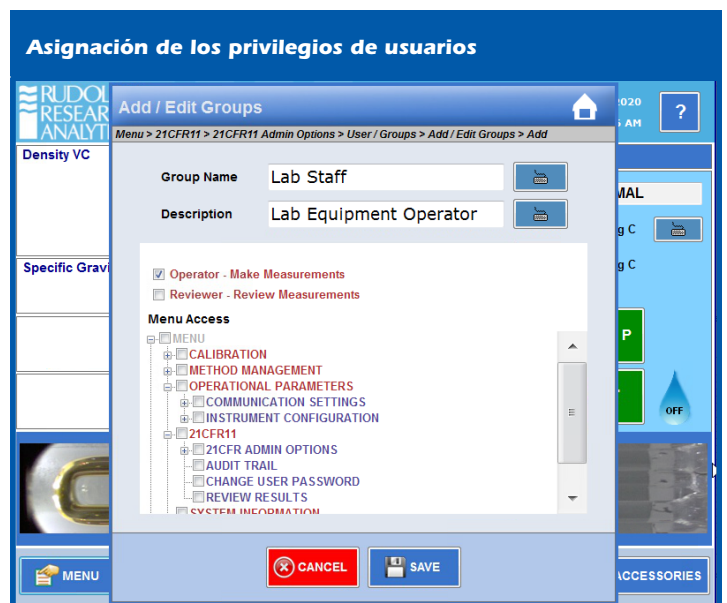 Asignación de los privilegios de usuarios
RUDOL
RESEAR
ANALYT
Add / Edit Groups
2020
AM
?
Menu > 21CFR11 > 21CFR11 Admin Options > User / Groups > Add / Edit Groups > Add
Density VC
Group Name
Lab Staff
Description
Lab Equipment Operator
MAL
g C
Specific Gravi
g C
Operator - Make Measurements
Reviewer - Review Measurements
Menu Access
MENU
CALIBRATION
METHOD MANAGEMENT
OPERATIONAL PARAMETERS
COMMUNICATION SETTINGS
INSTRUMENT CONFIGURATION
21CFR11
21CFR ADMIN OPTIONS
AUDIT TRAIL
CHANGE USER PASSWORD
REVIEW RESULTS
SYSTEM INFORMATION
P
OFF
MENU
CANCEL
SAVE
ACCESSORIES